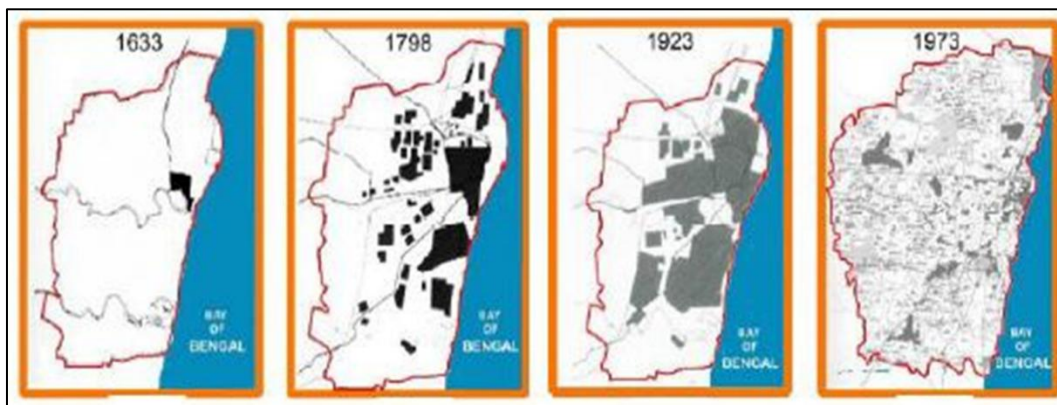 1633
BAY
OF
BENGAL
1798
BAY
OF
BENGAL
1923
BAY
OF
BENGAL
1973
BAY
OF
BENGAL